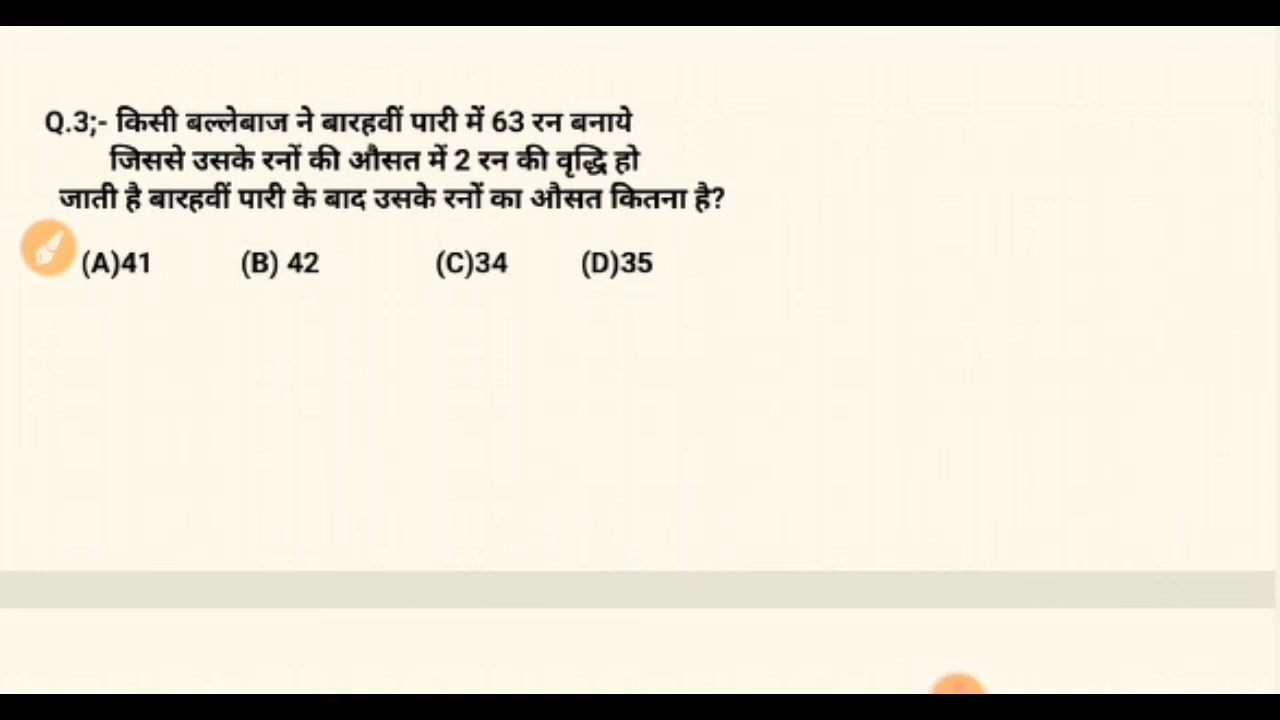 Q.3;- किसी बल्लेबाज ने बारहवीं पारी में 63 रन बनाये
जिससे उसके रनों की औसत में 2 रन की वृद्धि हो
जाती है बारहवीं पारी के बाद उसके रनों का औसत कितना है?
(A)41 (B) 42 (C)34 (D)35